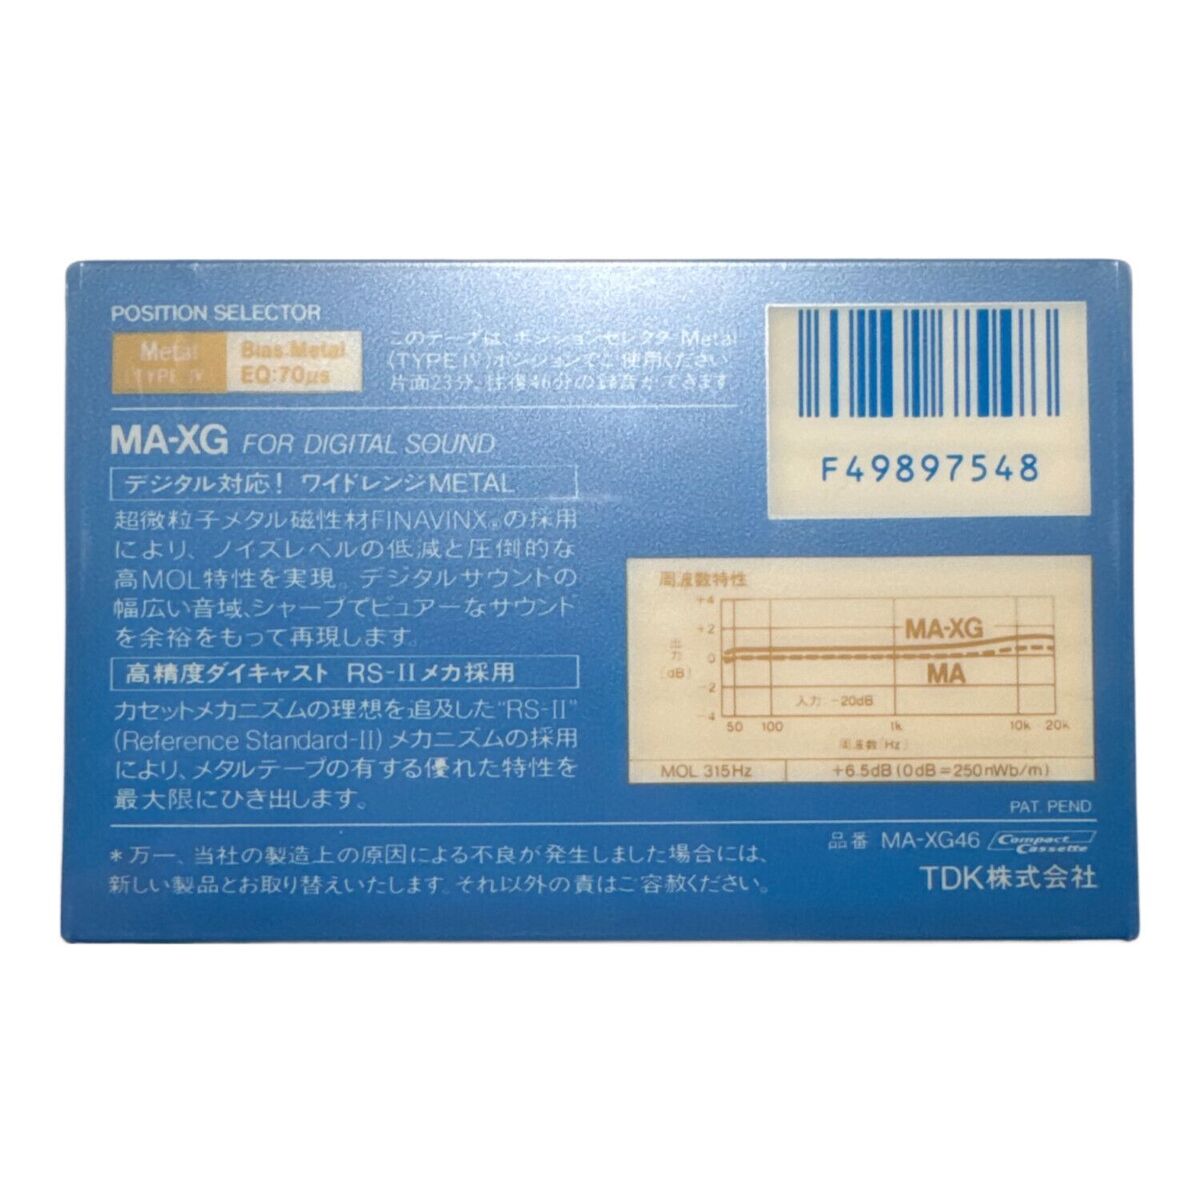 POSITION SELECTOR
Metal
TYPE IV
Bias:Metal
EQ:70μs
このテープは、ポジションセレクタ Metal
(TYPE IV)ポジションでご使用ください
片面23分、往復46分の録音ができます
F49897548
MA-XG FOR DIGITAL SOUND
デジタル対応! ワイドレンジMETAL
超微粒子メタル磁性材FINAVINX®の採用
により、ノイズレベルの低減と圧倒的な
高MOL特性を実現。デジタルサウンドの
幅広い音域、シャープでピュアーなサウンド
を余裕をもって再現します。
高精度ダイキャスト RS-IIメカ採用
カセットメカニズムの理想を追及した"RS-II"
(Reference Standard-II)メカニズムの採用
により、メタルテープの有する優れた特性を
最大限にひき出します。
周波数特性
出力(dB)
+4
+2
0
-2
-4
MA-XG
MA
入力:-20dB
50 100 1k 10k 20k
周波数(Hz)
MOL 315Hz +6.5dB(0dB=250nWb/m)
PAT. PEND
品番 MA-XG46 Compact Cassette
TDK株式会社
*万一、当社の製造上の原因による不良が発生しました場合には、
新しい製品とお取り替えいたします。それ以外の責はご容赦ください。